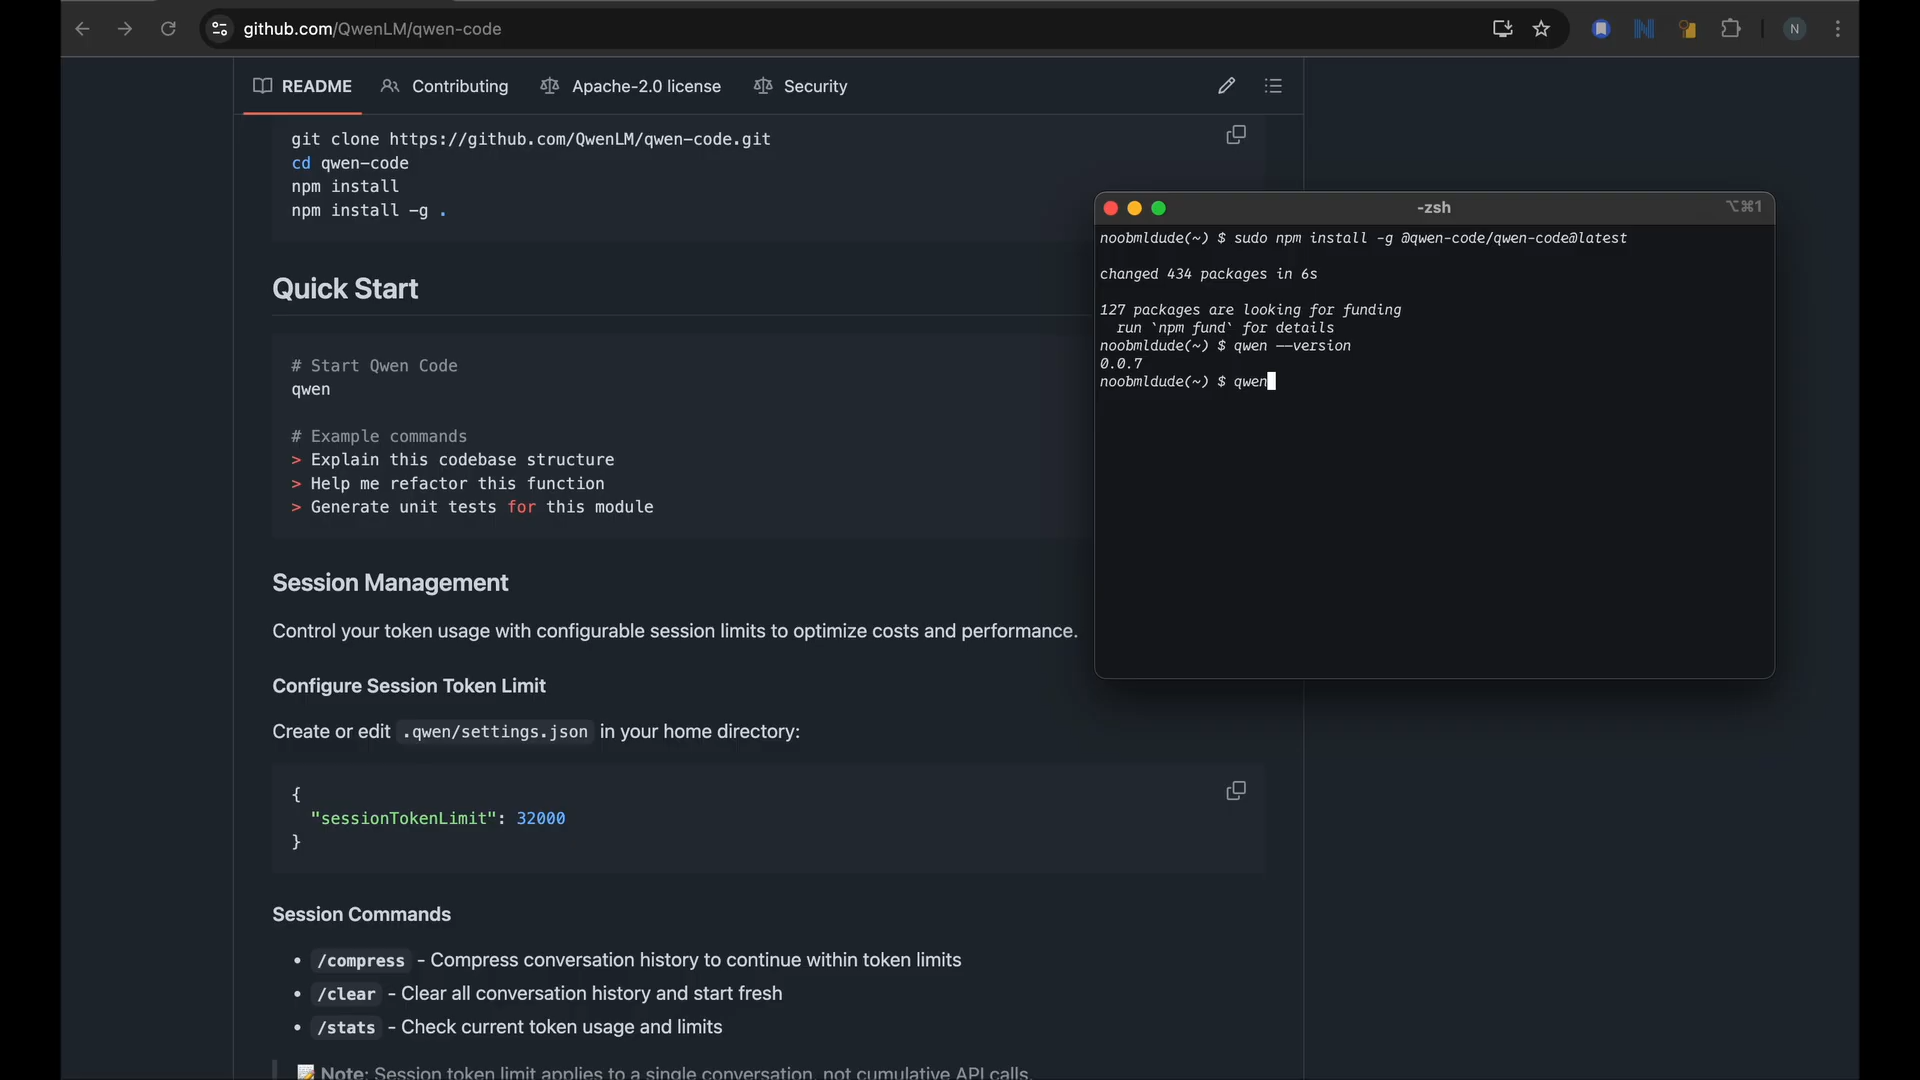 github.com/QwenLM/qwen-code
N
README
Contributing
Apache-2.0 license
Security
git clone https://github.com/QwenLM/qwen-code.git
cd qwen-code
npm install
npm install -g .
Quick Start
# Start Qwen Code
qwen
# Example commands
> Explain this codebase structure
> Help me refactor this function
> Generate unit tests for this module
Session Management
Control your token usage with configurable session limits to optimize costs and performance.
Configure Session Token Limit
Create or edit .qwen/settings.json in your home directory:
{
"sessionTokenLimit": 32000
}
Session Commands
• /compress - Compress conversation history to continue within token limits
• /clear - Clear all conversation history and start fresh
• /stats - Check current token usage and limits
📝 Note: Session token limit applies to a single conversation, not cumulative API calls.
-zsh
⌥⌘1
noobmldude(~) $ sudo npm install -g @qwen-code/qwen-code@latest
changed 434 packages in 6s
127 packages are looking for funding
run `npm fund` for details
noobmldude(~) $ qwen --version
0.0.7
noobmldude(~) $ qwen